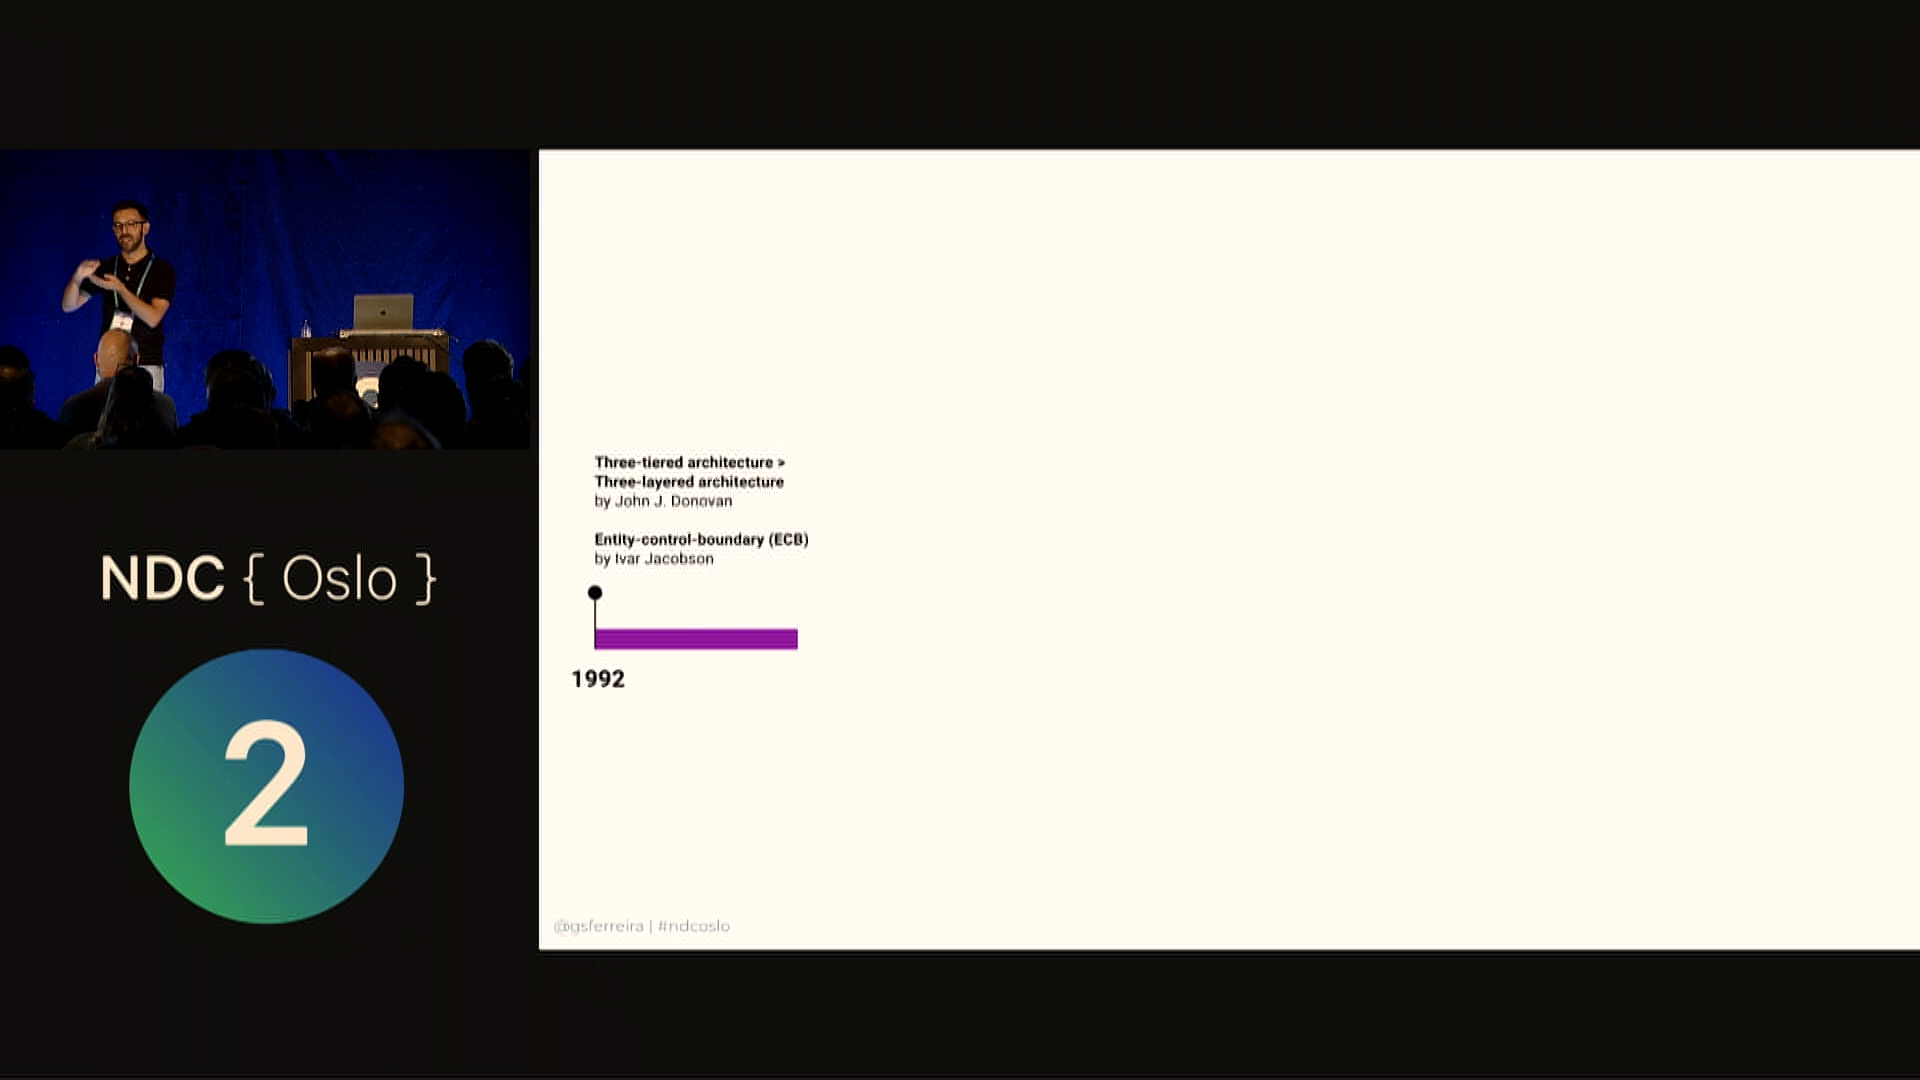 Three-tiered architecture >
Three-layered architecture
by John J. Donovan
Entity-control-boundary (ECB)
by Ivar Jacobson
1992
NDC { Oslo }
2
@gsferreira | #ndcoslo